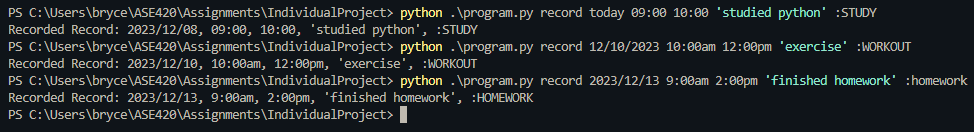 PS C:\Users\bryce\ASE420\Assignments\IndividualProject> python .\program.py record today 09:00 10:00 'studied python' :STUDY
Recorded Record: 2023/12/08, 09:00, 10:00, 'studied python', :STUDY
PS C:\Users\bryce\ASE420\Assignments\IndividualProject> python .\program.py record 12/10/2023 10:00am 12:00pm 'exercise' :WORKOUT
Recorded Record: 2023/12/10, 10:00am, 12:00pm, 'exercise', :WORKOUT
PS C:\Users\bryce\ASE420\Assignments\IndividualProject> python .\program.py record 2023/12/13 9:00am 2:00pm 'finished homework' :homework
Recorded Record: 2023/12/13, 9:00am, 2:00pm, 'finished homework', :HOMEWORK
PS C:\Users\bryce\ASE420\Assignments\IndividualProject>